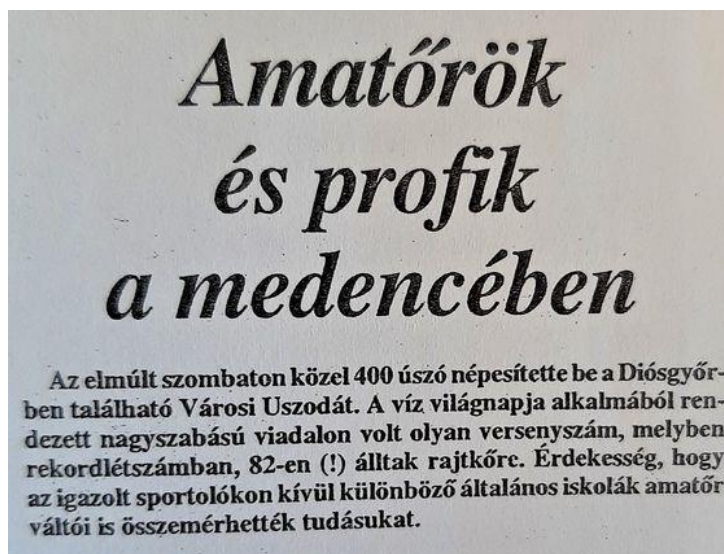 Amatőrök
és profik
a medencében
Az elmúlt szombaton közel 400 úszó népesítette be a Diósgyőr-
ben található Városi Uszodát. A víz világnapja alkalmából ren-
dezett nagyszabású viadalon volt olyan versenyszám, melyben
rekordlétszámban, 82-en (!) álltak rajtkőre. Érdekesség, hogy
az igazolt sportolókon kívül különböző általános iskolák amatőr
váltói is összemérhették tudásukat.